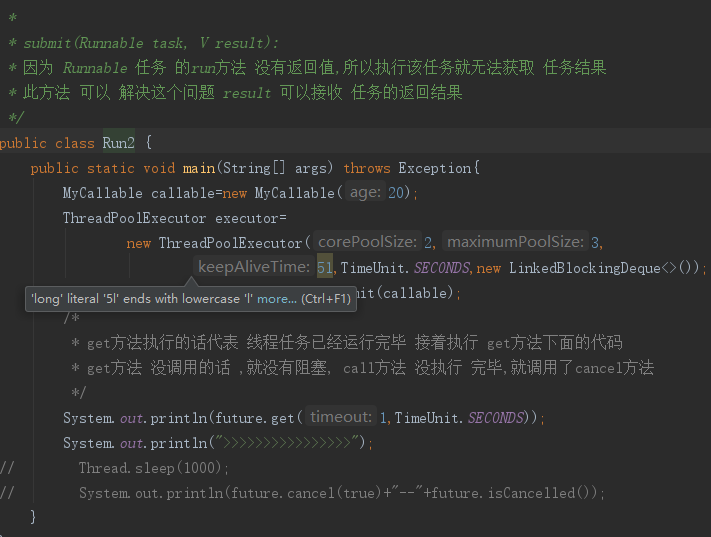 *
* submit(Runnable task, V result):
* 因为 Runnable 任务 的run方法 没有返回值,所以执行该任务就无法获取 任务结果
* 此方法 可以 解决这个问题 result 可以接收 任务的返回结果
*/
public class Run2 {
public static void main(String[] args) throws Exception{
MyCallable callable=new MyCallable( age: 20);
ThreadPoolExecutor executor=
new ThreadPoolExecutor( corePoolSize: 2, maximumPoolSize: 3,
keepAliveTime: 5l,TimeUnit.SECONDS,new LinkedBlockingDeque<>());
'long' literal '5l' ends with lowercase 'l' more... (Ctrl+F1)
it(callable);
/*
* get方法执行的话代表 线程任务已经运行完毕 接着执行 get方法下面的代码
* get方法 没调用的话 ,就没有阻塞, call方法 没执行 完毕,就调用了cancel方法
*/
System.out.println(future.get( timeout: 1,TimeUnit.SECONDS));
System.out.println(">>>>>>>>>>>>>>>>");
// Thread.sleep(1000);
// System.out.println(future.cancel(true)+"--"+future.isCancelled());
}